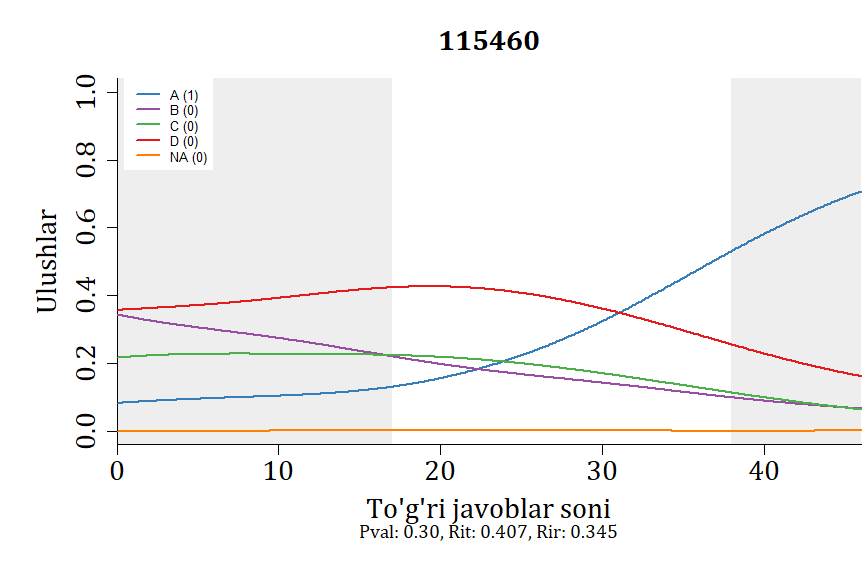 115460
A (1)
B (0)
C (0)
D (0)
NA (0)
Ulushlar
1.0
0.8
0.6
0.4
0.2
0.0
0 10 20 30 40
To'g'ri javoblar soni
Pval: 0.30, Rit: 0.407, Rir: 0.345